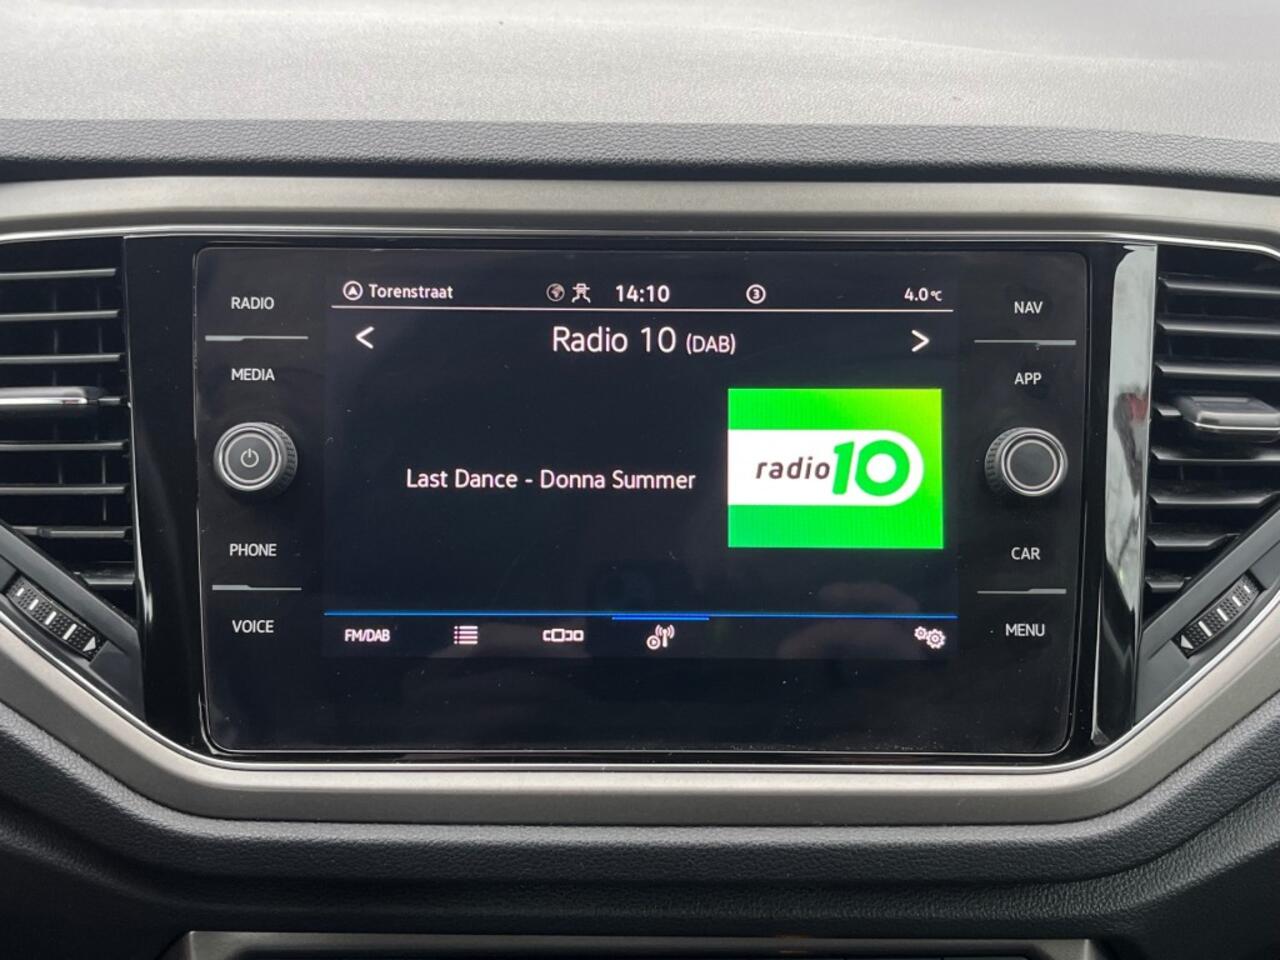 RADIO
MEDIA
PHONE
VOICE
Torenstraat 14:10 3 4.0°C
< Radio 10 (DAB) >
Last Dance - Donna Summer
radio10
FM/DAB
NAV
APP
CAR
MENU